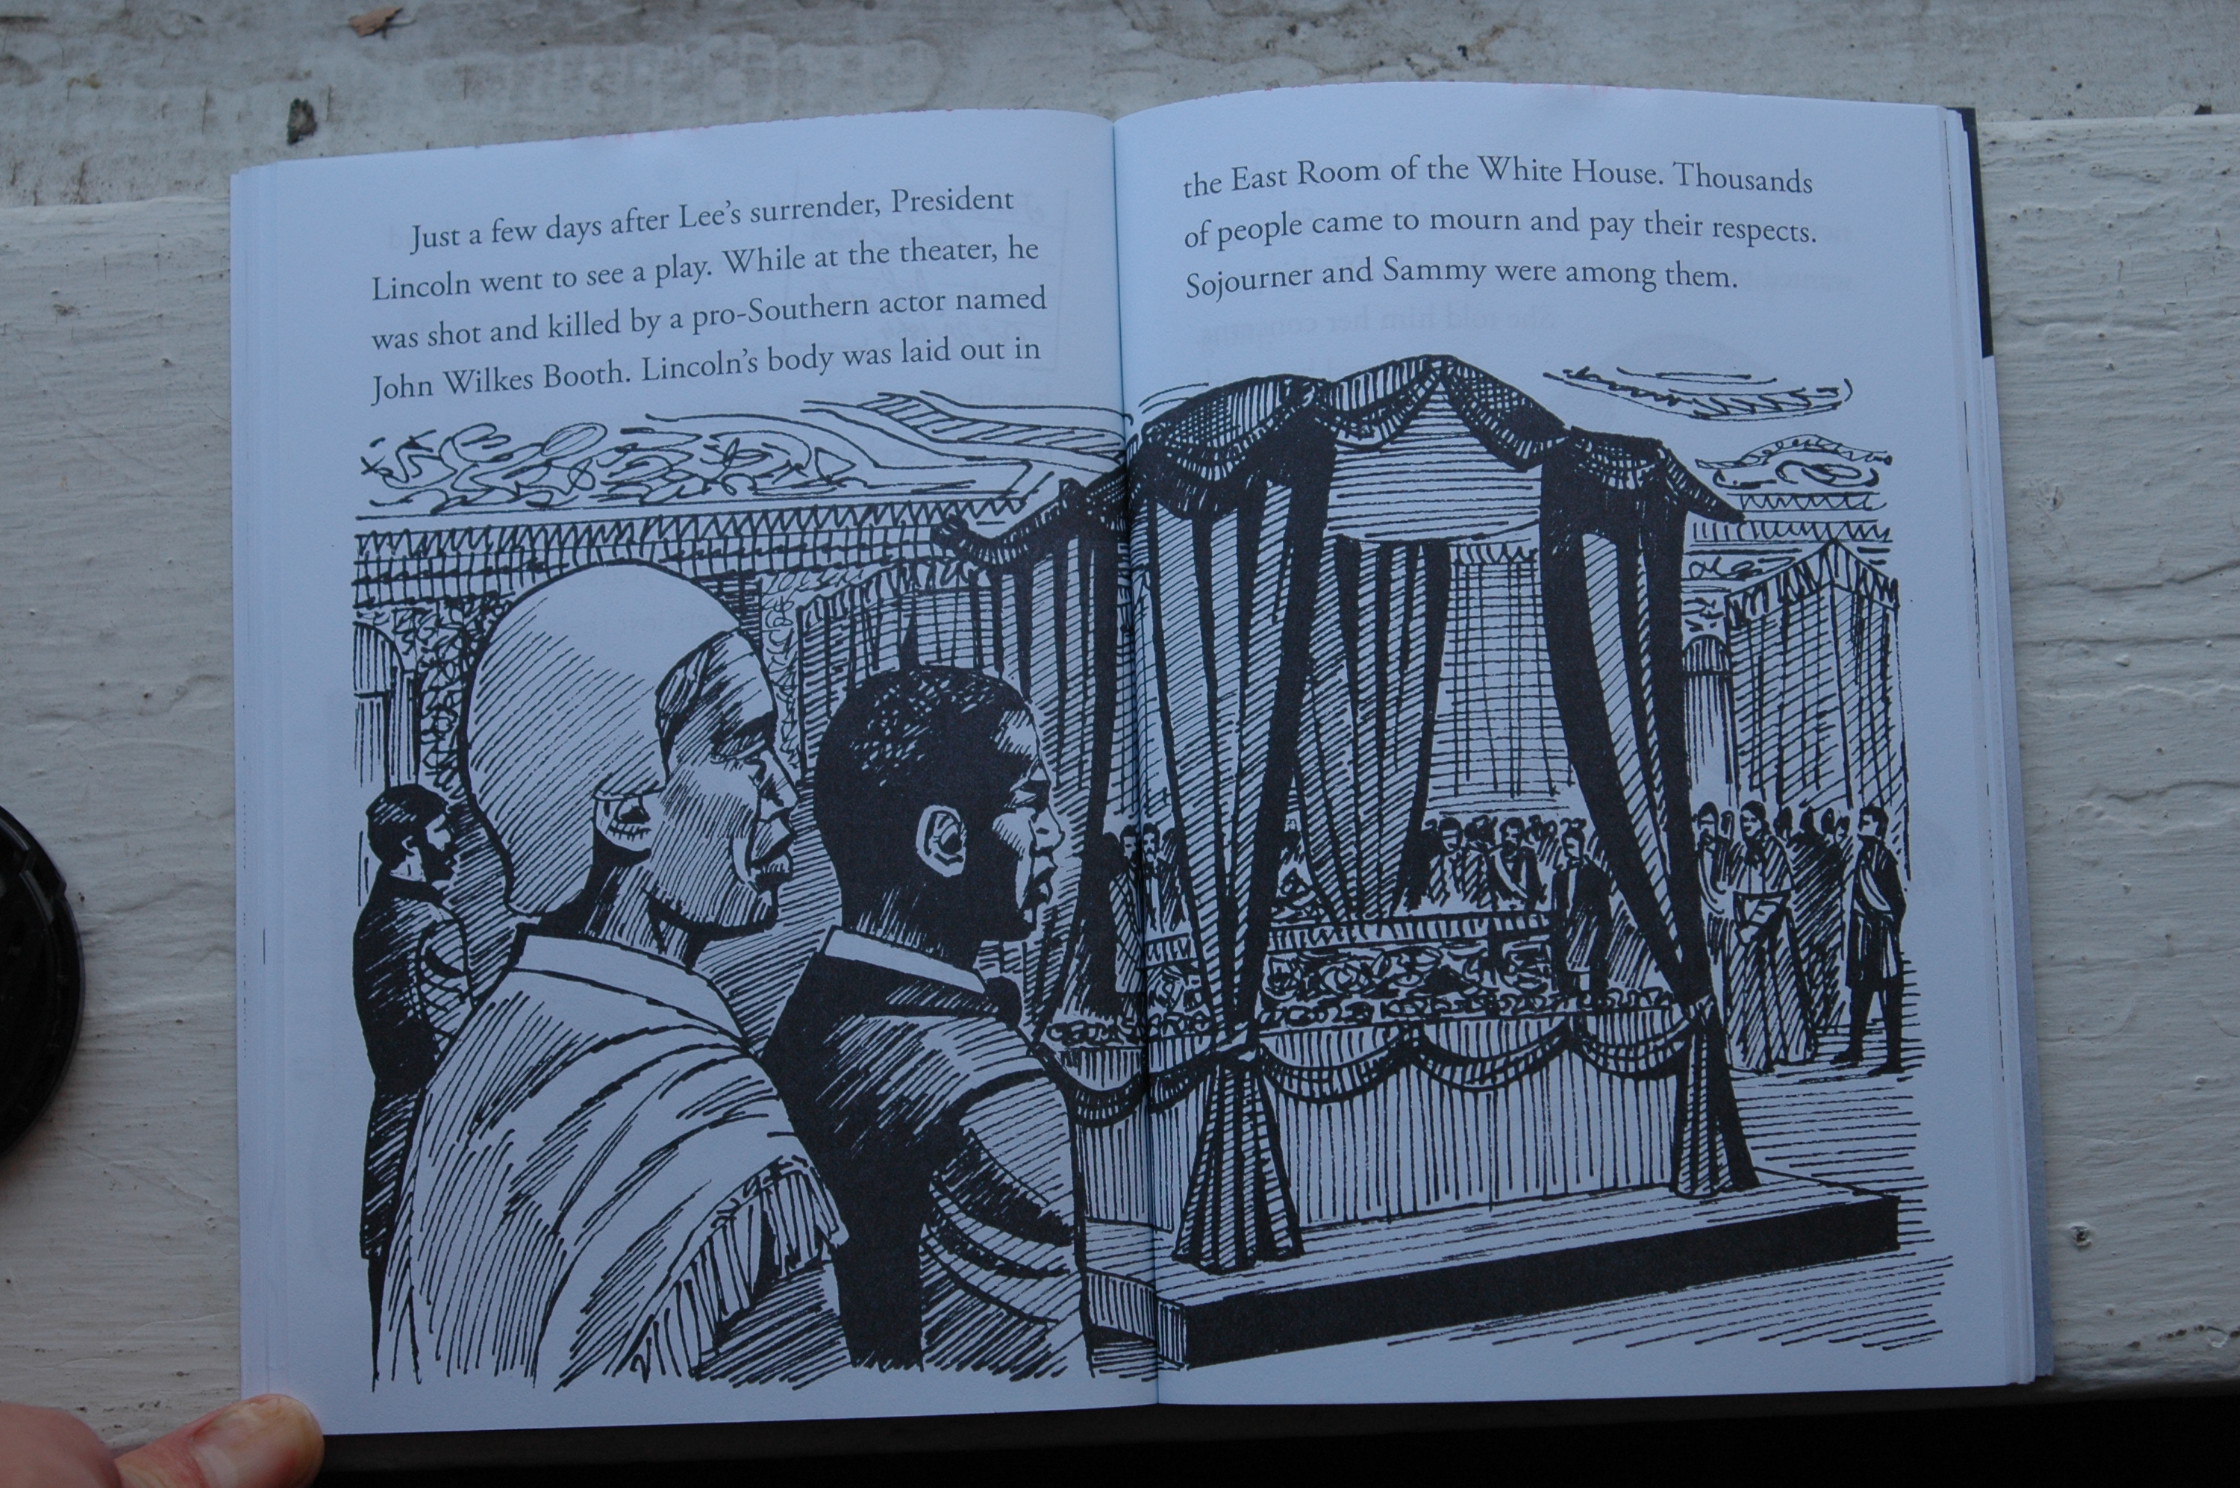 Just a few days after Lee's surrender, President
Lincoln went to see a play. While at the theater, he
was shot and killed by a pro-Southern actor named
John Wilkes Booth. Lincoln's body was laid out in
the East Room of the White House. Thousands
of people came to mourn and pay their respects.
Sojourner and Sammy were among them.